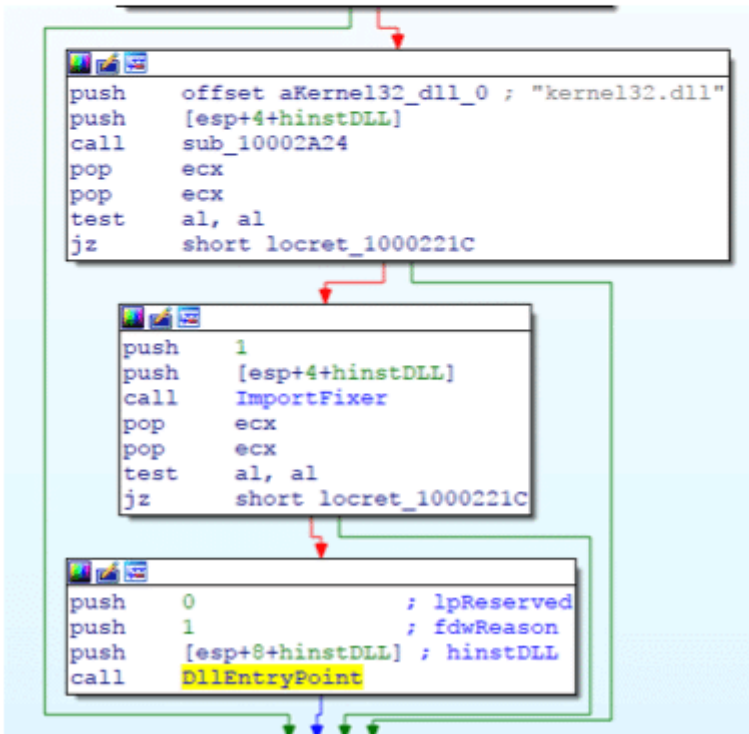 push offset aKernel32_dll_0 ; "kernel32.dll"
push [esp+4+hinstDLL]
call sub_10002A24
pop ecx
pop ecx
test al, al
jz short locret_1000221C
push 1
push [esp+4+hinstDLL]
call ImportFixer
pop ecx
pop ecx
test al, al
jz short locret_1000221C
push 0 ; lpReserved
push 1 ; fdwReason
push [esp+8+hinstDLL] ; hinstDLL
call DllEntryPoint